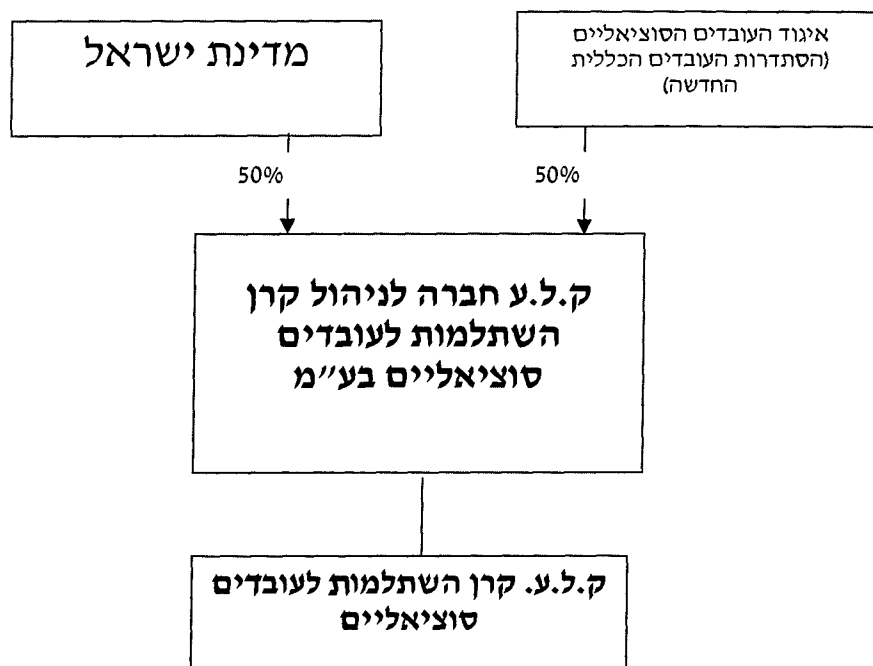 איגוד העובדים הסוציאליים
(הסתדרות העובדים הכללית
החדשה)
מדינת ישראל
50%
50%
ק.ל.ע חברה לניהול קרן
השתלמות לעובדים
סוציאליים בע״מ
ק.ל.ע. קרן השתלמות לעובדים
סוציאליים